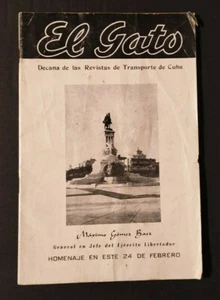 El Gato
Decana de las Revistas de Transporte de Cuba
Máximo Gómez Baez
General en Jefe del Ejército Libertador
HOMENAJE EN ESTE 24 DE FEBRERO